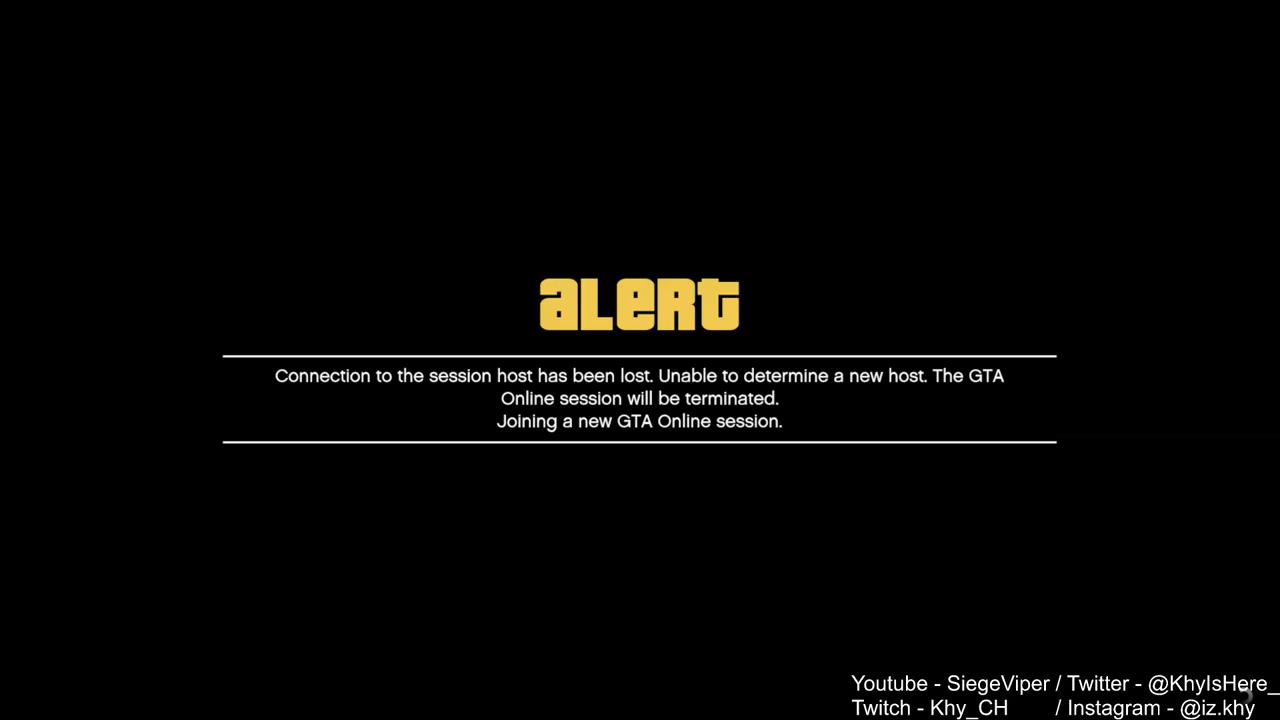 aLeRt
Connection to the session host has been lost. Unable to determine a new host. The GTA
Online session will be terminated.
Joining a new GTA Online session.
Youtube - SiegeViper / Twitter - @KhyIsHere_
Twitch - Khy_CH / Instagram - @iz.khy